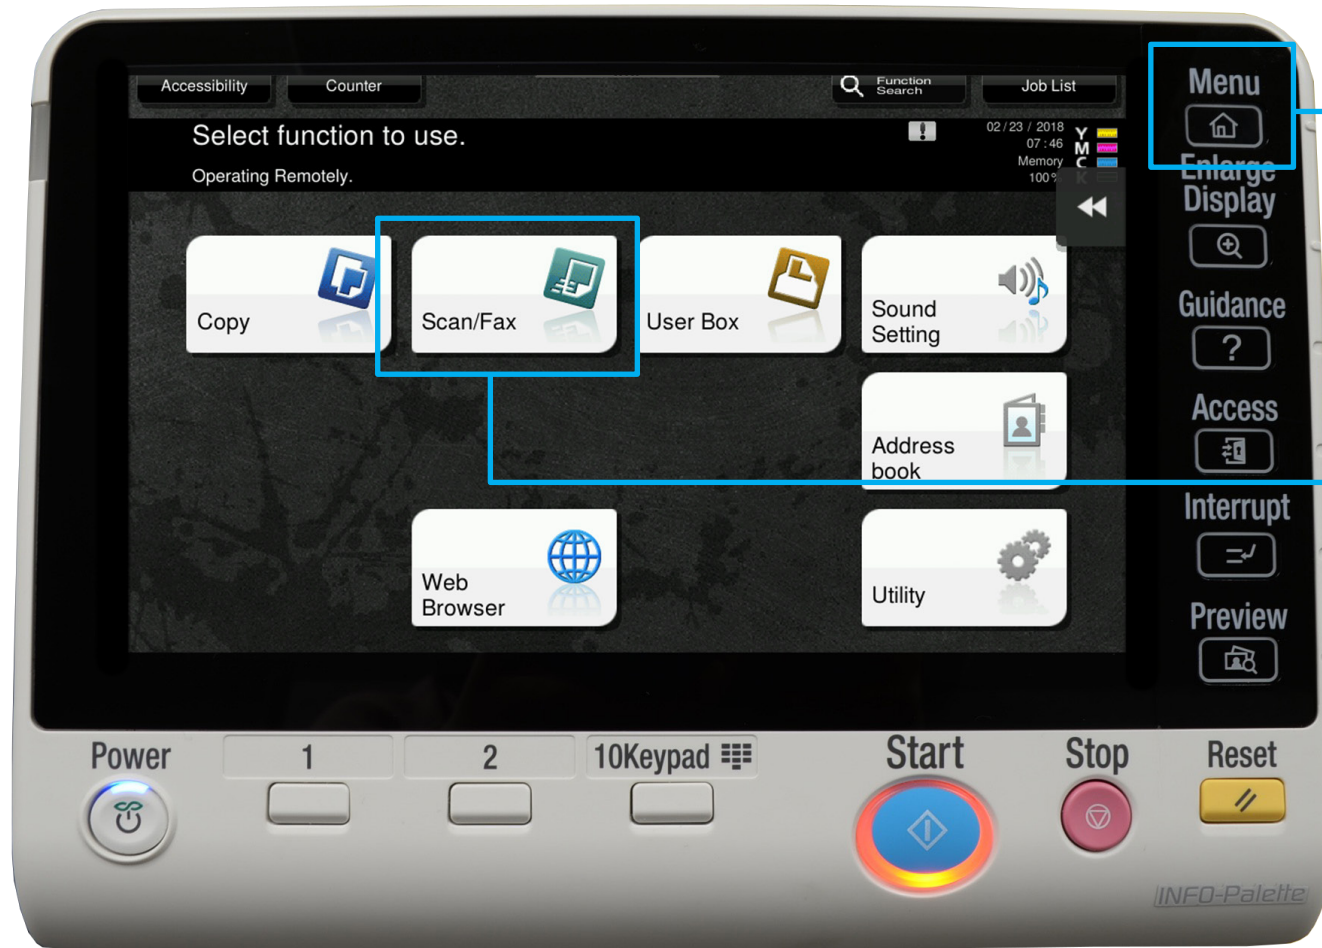 Accessibility
Counter
Function
Search
Job List
Menu
Select function to use.
Operating Remotely.
02 / 23 / 2018
07 : 46
Memory
100 %
Y
M
C
K
Enlarge
Display
Copy
Scan/Fax
User Box
Sound
Setting
Guidance
?
Address
book
Access
Web
Browser
Utility
Interrupt
Preview
Power
1
2
10Keypad
Start
Stop
Reset
INFO-Palette